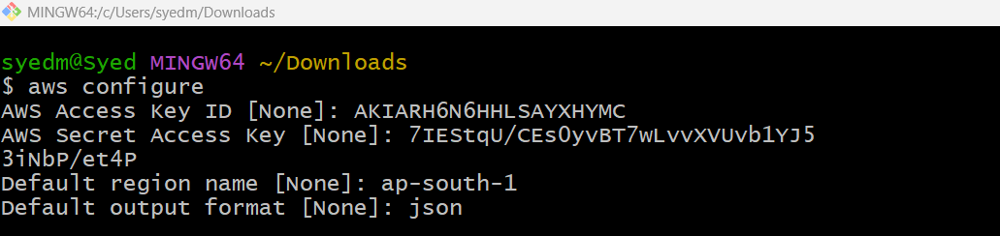 MINGW64:/c/Users/syedm/Downloads
syedm@Syed MINGW64 ~/Downloads
$ aws configure
AWS Access Key ID [None]: AKIARH6N6HHLSAYXHYMC
AWS Secret Access Key [None]: 7IEStqU/CEs0yvBT7wLvvXVUvb1YJ5
3iNbP/et4P
Default region name [None]: ap-south-1
Default output format [None]: json